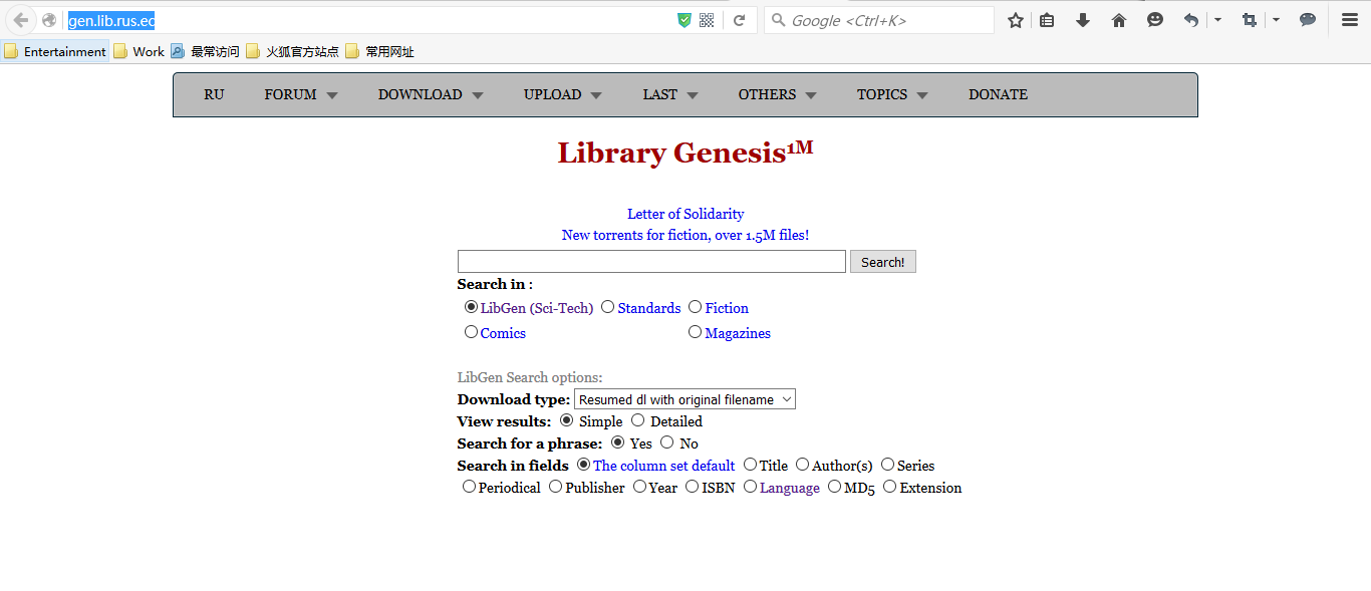 gen.lib.rus.ec Google <Ctrl+K>
Entertainment Work 最常访问 火狐官方站点 常用网址
RU FORUM DOWNLOAD UPLOAD LAST OTHERS TOPICS DONATE
Library Genesis1M
Letter of Solidarity
New torrents for fiction, over 1.5M files!
Search!
Search in :
LibGen (Sci-Tech) Standards Fiction
Comics Magazines
LibGen Search options:
Download type: Resumed dl with original filename
View results: Simple Detailed
Search for a phrase: Yes No
Search in fields The column set default Title Author(s) Series
Periodical Publisher Year ISBN Language MD5 Extension